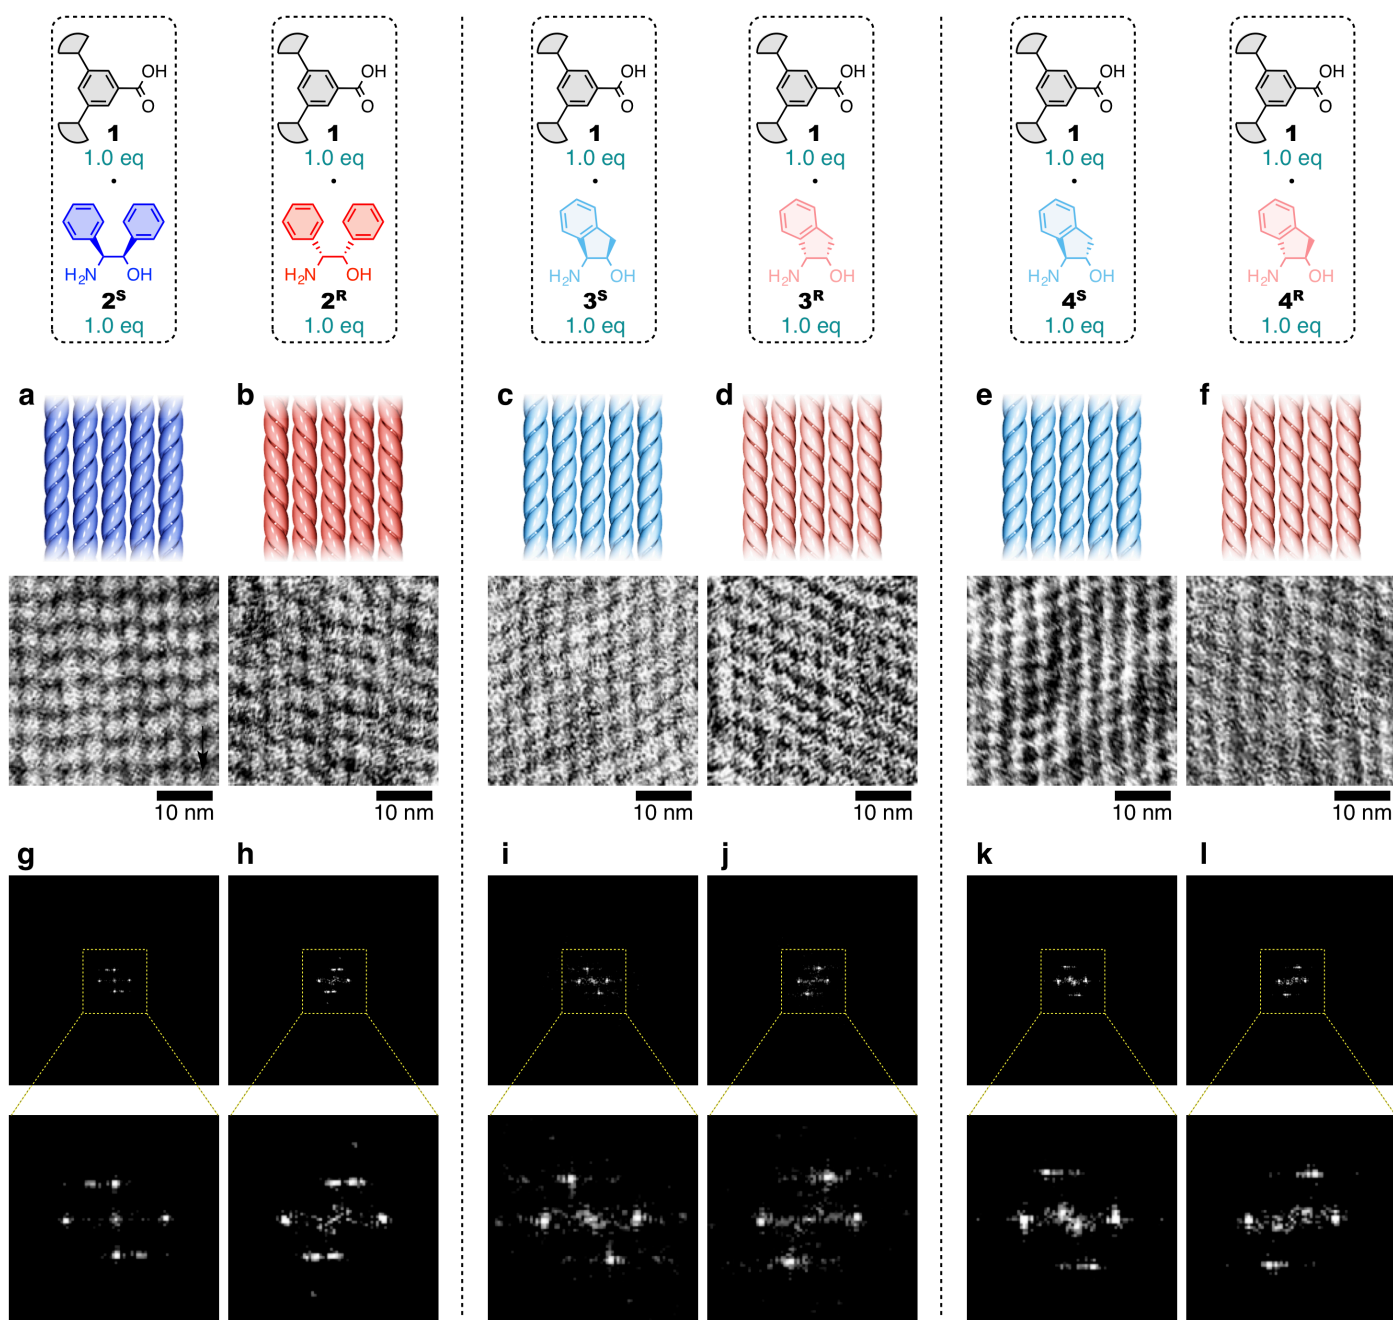 OH OH OH OH OH OH
O O O O O O
1 1 1 1 1 1
1.0 eq 1.0 eq 1.0 eq 1.0 eq 1.0 eq 1.0 eq
• • • • • •
H₂N OH H₂N OH H₂N OH H₂N OH H₂N OH H₂N OH
2ˢ 2ᴿ 3ˢ 3ᴿ 4ˢ 4ᴿ
1.0 eq 1.0 eq 1.0 eq 1.0 eq 1.0 eq 1.0 eq
a b c d e f
10 nm 10 nm 10 nm 10 nm 10 nm 10 nm
g h i j k l